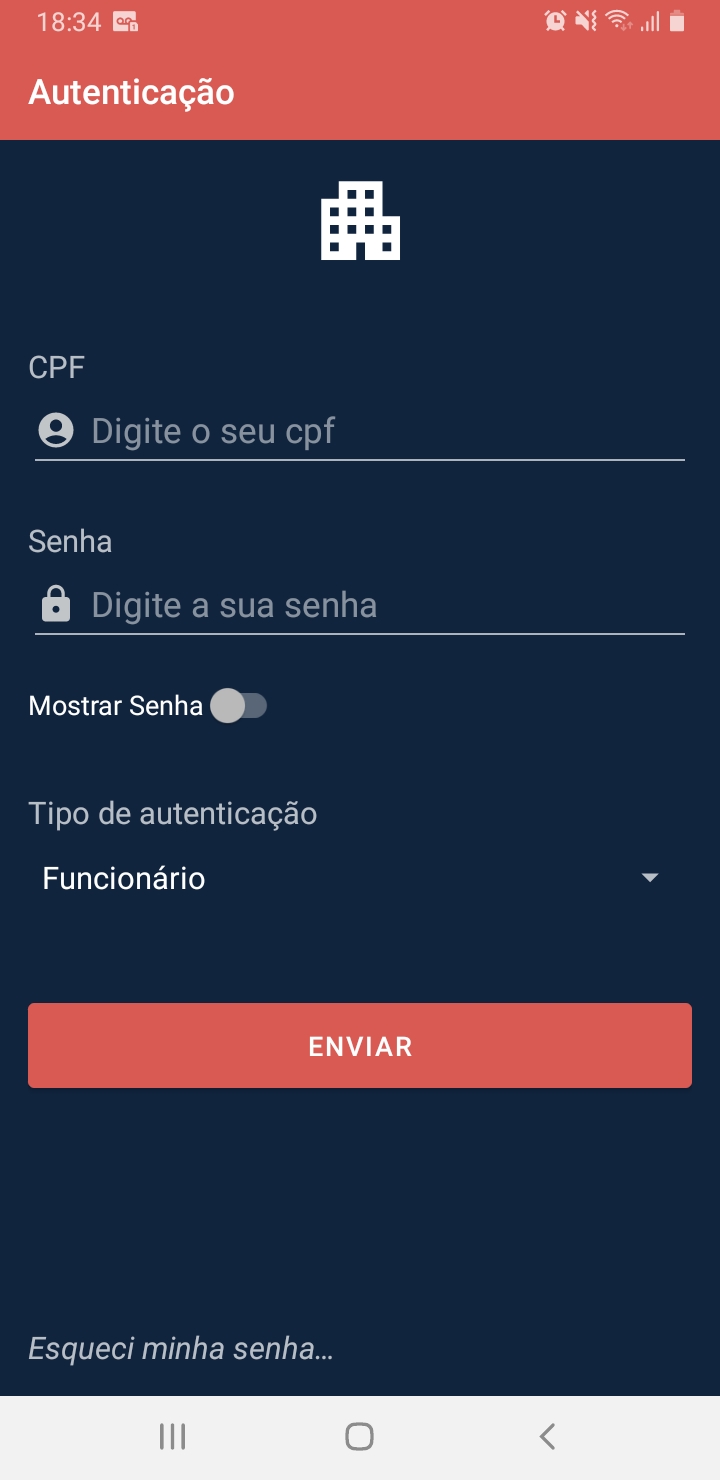 18:34
Autenticação
CPF
Digite o seu cpf
Senha
Digite a sua senha
Mostrar Senha
Tipo de autenticação
Funcionário
ENVIAR
Esqueci minha senha...